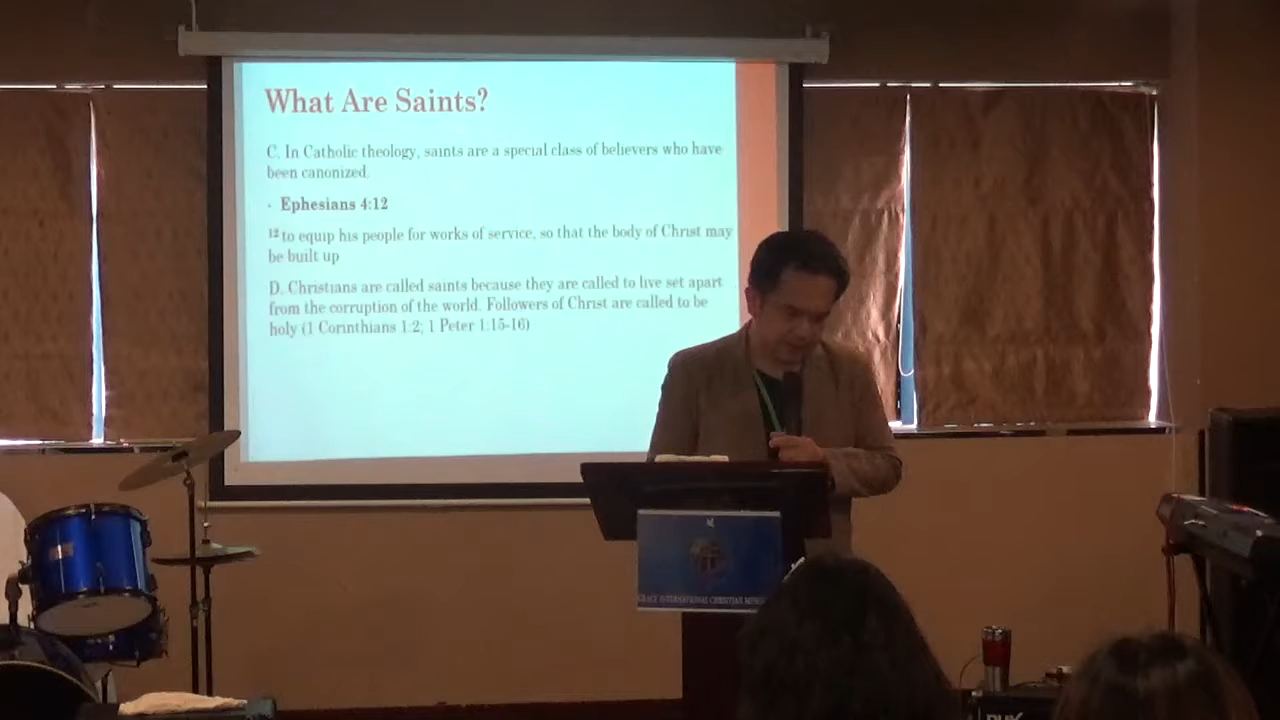 What Are Saints?
C. In Catholic theology, saints are a special class of believers who have
been canonized.
- Ephesians 4:12
12 to equip his people for works of service, so that the body of Christ may
be built up
D. Christians are called saints because they are called to live set apart
from the corruption of the world. Followers of Christ are called to be
holy (1 Corinthians 1:2; 1 Peter 1:15-16)
GRACE INTERNATIONAL CHRISTIAN